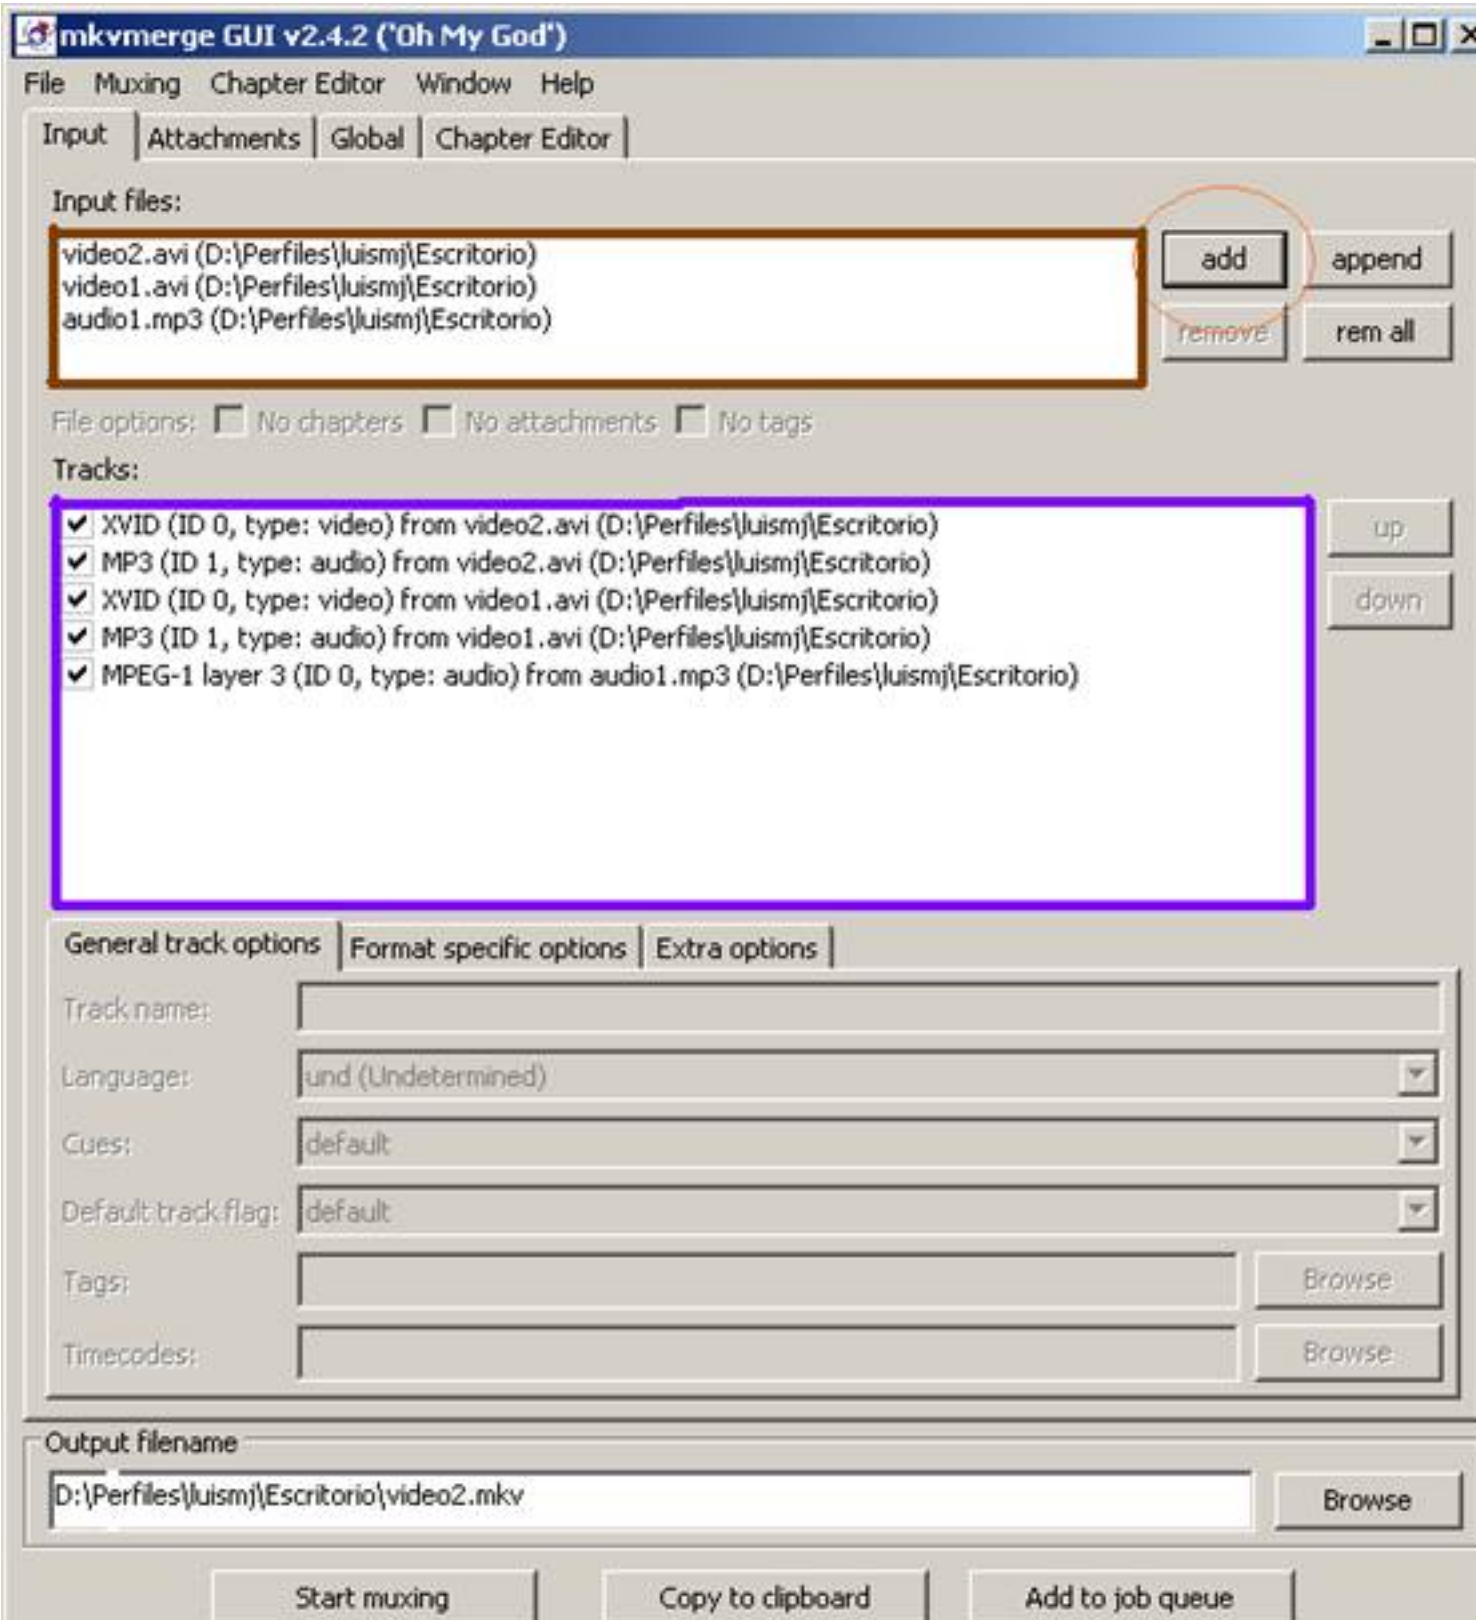 mkvmerge GUI v2.4.2 ('Oh My God')
File Muxing Chapter Editor Window Help
Input Attachments Global Chapter Editor
Input files:
video2.avi (D:\Perfiles\luismj\Escritorio)
video1.avi (D:\Perfiles\luismj\Escritorio)
audio1.mp3 (D:\Perfiles\luismj\Escritorio)
add append
remove rem all
File options: No chapters No attachments No tags
Tracks:
XVID (ID 0, type: video) from video2.avi (D:\Perfiles\luismj\Escritorio)
MP3 (ID 1, type: audio) from video2.avi (D:\Perfiles\luismj\Escritorio)
XVID (ID 0, type: video) from video1.avi (D:\Perfiles\luismj\Escritorio)
MP3 (ID 1, type: audio) from video1.avi (D:\Perfiles\luismj\Escritorio)
MPEG-1 layer 3 (ID 0, type: audio) from audio1.mp3 (D:\Perfiles\luismj\Escritorio)
up
down
General track options Format specific options Extra options
Track name:
Language: und (Undetermined)
Cues: default
Default track flag: default
Tags: Browse
Timecodes: Browse
Output filename
D:\Perfiles\luismj\Escritorio\video2.mkv Browse
Start muxing Copy to clipboard Add to job queue